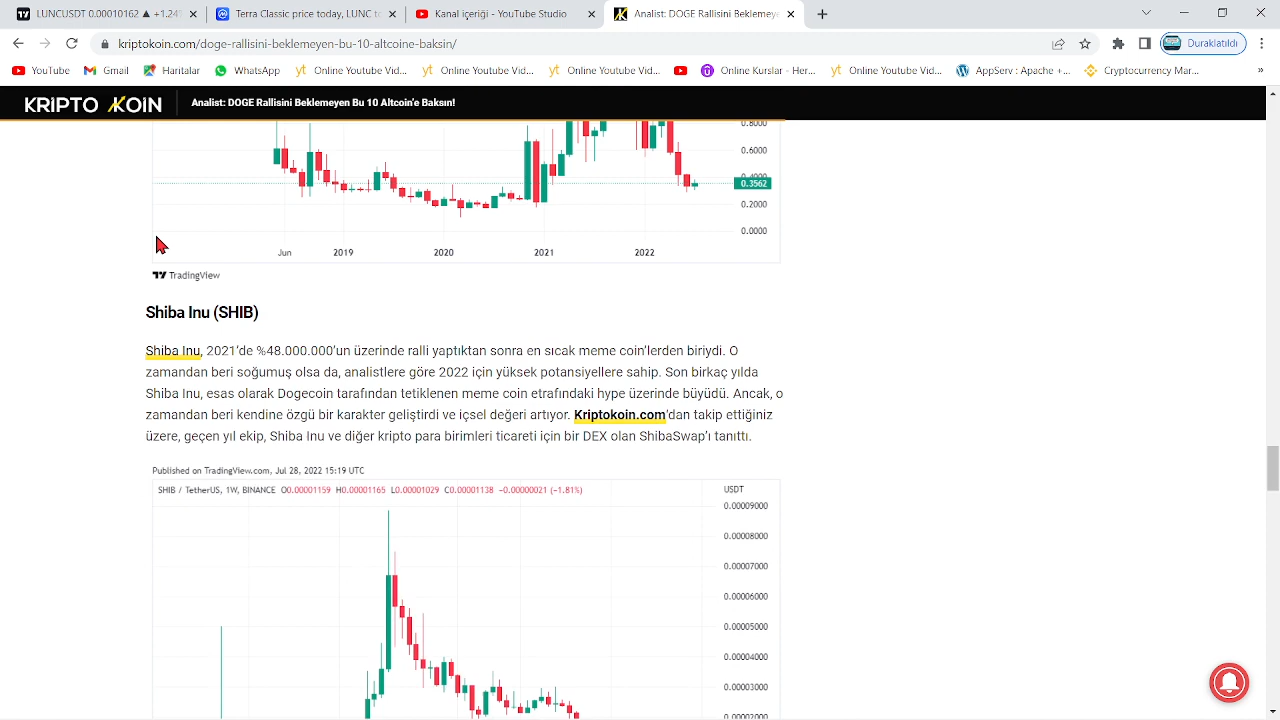 LUNCUSDT 0.00010162 ▲ +1.24%
Terra Classic price today, LUNC to
Kanal içeriği - YouTube Studio
Analist: DOGE Rallisini Beklemeye
kriptokoin.com/doge-rallisini-beklemeyen-bu-10-altcoine-baksin/
Duraklatıldı
YouTube
Gmail
Haritalar
WhatsApp
Online Youtube Vid...
Online Youtube Vid...
Online Youtube Vid...
Online Kurslar - Her...
Online Youtube Vid...
AppServ : Apache +...
Cryptocurrency Mar...
»
KRİPTO KOIN
Analist: DOGE Rallisini Beklemeyen Bu 10 Altcoin'e Baksın!
0.8000
0.6000
0.4000
0.3562
0.2000
0.0000
Jun 2019 2020 2021 2022
TradingView
Shiba Inu (SHIB)
Shiba Inu, 2021'de %48.000.000'un üzerinde ralli yaptıktan sonra en sıcak meme coin'lerden biriydi. O
zamandan beri soğumuş olsa da, analistlere göre 2022 için yüksek potansiyellere sahip. Son birkaç yılda
Shiba Inu, esas olarak Dogecoin tarafından tetiklenen meme coin etrafındaki hype üzerinde büyüdü. Ancak, o
zamandan beri kendine özgü bir karakter geliştirdi ve içsel değeri artıyor. Kriptokoin.com'dan takip ettiğiniz
üzere, geçen yıl ekip, Shiba Inu ve diğer kripto para birimleri ticareti için bir DEX olan ShibaSwap'ı tanıttı.
Published on TradingView.com, Jul 28, 2022 15:19 UTC
SHIB / TetherUS, 1W, BINANCE O0.00001159 H0.00001165 L0.00001029 C0.00001138 −0.00000021 (−1.81%)
USDT
0.00009000
0.00008000
0.00007000
0.00006000
0.00005000
0.00004000
0.00003000
0.00002000